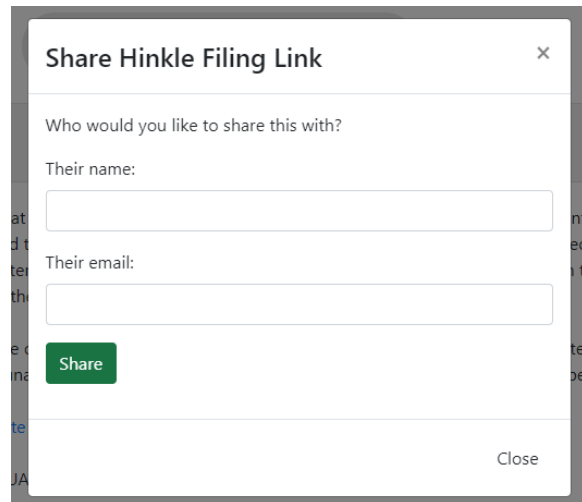 Share Hinkle Filing Link
×
Who would you like to share this with?
Their name:
Their email:
Share
Close